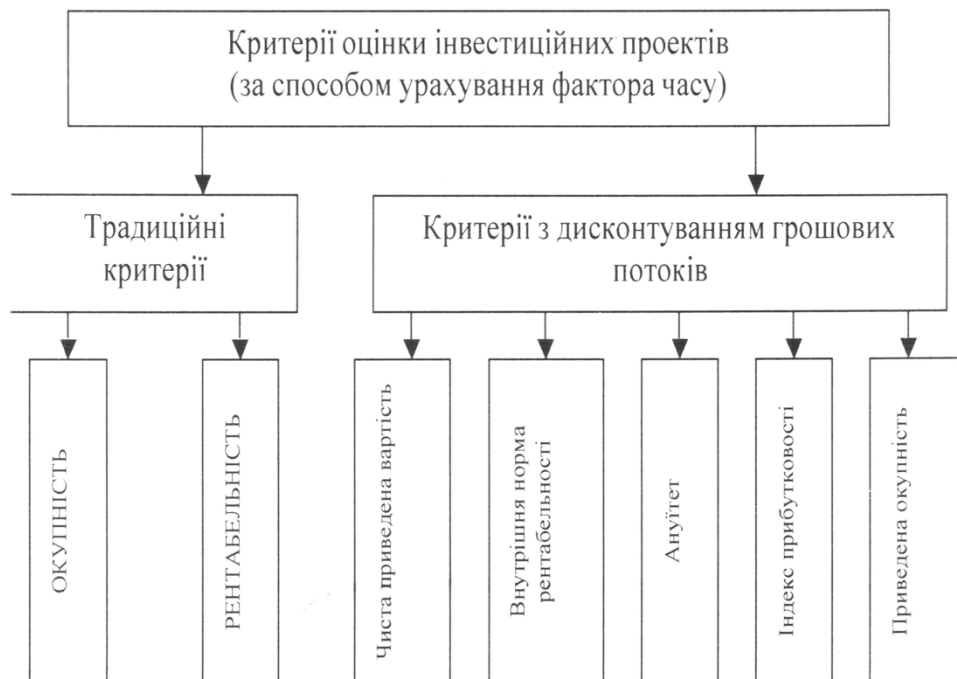 Критерії оцінки інвестиційних проектів
(за способом урахування фактора часу)
Традиційні
критерії
Критерії з дисконтуванням грошових
потоків
ОКУПНІСТЬ
РЕНТАБЕЛЬНІСТЬ
Чиста приведена вартість
Внутрішня норма
рентабельності
Ануїтет
Індекс прибутковості
Приведена окупність